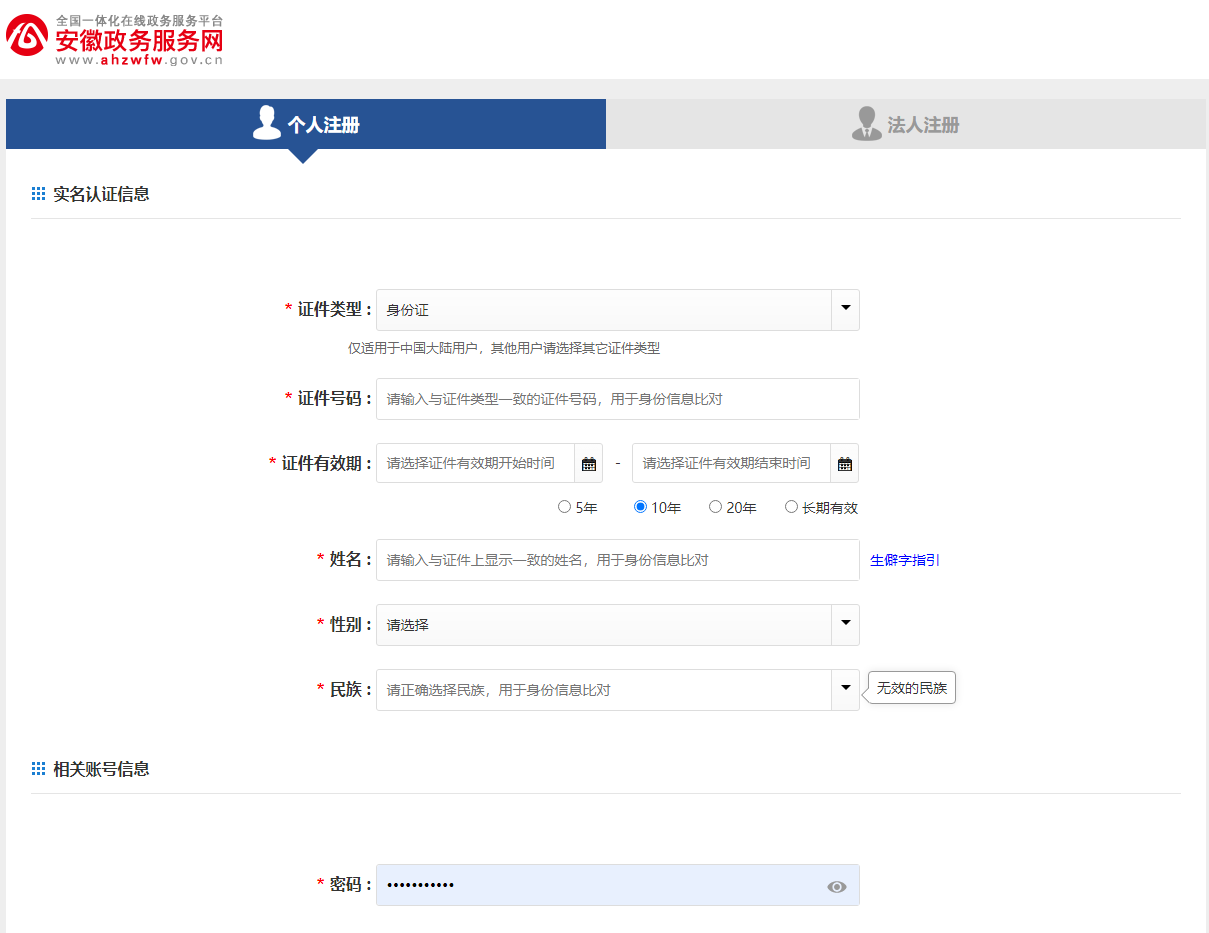 全国一体化在线政务服务平台
安徽政务服务网
www.ahzwfw.gov.cn
个人注册 法人注册
实名认证信息
* 证件类型： 身份证
仅适用于中国大陆用户，其他用户请选择其它证件类型
* 证件号码： 请输入与证件类型一致的证件号码，用于身份信息比对
* 证件有效期： 请选择证件有效期开始时间 - 请选择证件有效期结束时间
5年 10年 20年 长期有效
* 姓名： 请输入与证件上显示一致的姓名，用于身份信息比对 生僻字指引
* 性别： 请选择
* 民族： 请正确选择民族，用于身份信息比对 无效的民族
相关账号信息
* 密码： •••••••••••